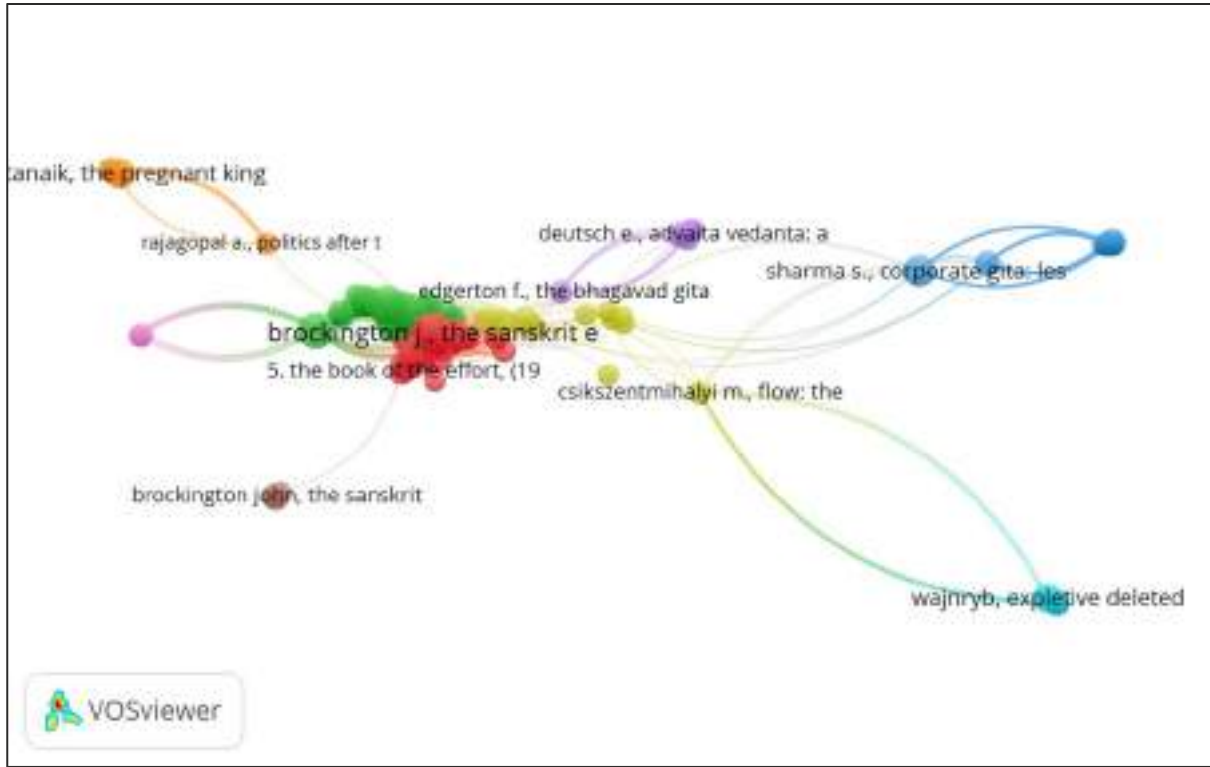 tanaik, the pregnant king
rajagopal a., politics after t
deutsch e., advaita vedanta: a
sharma s., corporate gita: les
edgerton f., the bhagavad gita
brockington j., the sanskrit e
5. the book of the effort, (19
csikszentmihalyi m., flow: the
brockington john, the sanskrit
wajnryb, expletive deleted
VOSviewer